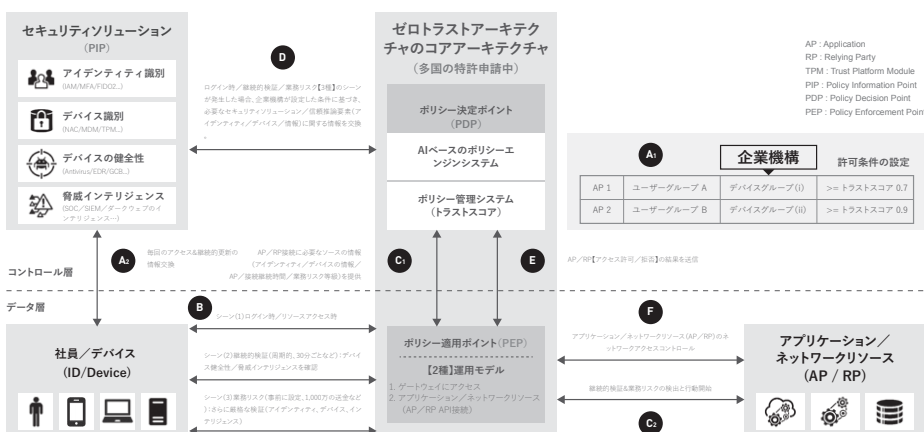 セキュリティソリューション
(PIP)
アイデンティティ識別
(IAM/MFA/FIDO2...)
デバイス識別
(NAC/MDM/TPM...)
デバイスの健全性
(Antivirus/EDR/GCB...)
脅威インテリジェンス
(SOC/SIEM/ダークウェブのイ
ンテリジェンス…)
D
ログイン時/継続的検証/業務リスク【3種】のシーン
が発生した場合、企業機構が設定した条件に基づき、
必要なセキュリティソリューション/信頼推論要素(ア
イデンティティ/デバイス/情報)に関する情報を交換
。
ゼロトラストアーキテク
チャのコアアーキテクチャ
(多国の特許申請中)
ポリシー決定ポイント
(PDP)
AIベースのポリシーエ
ンジンシステム
ポリシー管理システム
(トラストスコア)
AP : Application
RP : Relying Party
TPM : Trust Platform Module
PIP : Policy Information Point
PDP : Policy Decision Point
PEP : Policy Enforcement Point
A1
企業機構
許可条件の設定
AP 1 ユーザーグループ A デバイスグループ(i) >= トラストスコア 0.7
AP 2 ユーザーグループ B デバイスグループ(ii) >= トラストスコア 0.9
A2
毎回のアクセス&継続的更新の
情報交換
AP/RP接続に必要なソースの情報
(アイデンティティ/デバイスの情報/
AP/接続継続時間/業務リスク等級)を提供
C1
E
AP/RP【アクセス許可/拒否】の結果を送信
コントロール層
データ層
社員/デバイス
(ID/Device)
B
シーン(1)ログイン時/リソースアクセス時
シーン(2)継続的検証(周期的、30分ごとなど):デバイ
ス健全性/脅威インテリジェンスを確認
シーン(3)業務リスク(事前に設定、1,000万の送金など
):さらに厳格な検証(アイデンティティ、デバイス、イン
テリジェンス)
ポリシー適用ポイント(PEP)
【2種】運用モデル
1. ゲートウェイにアクセス
2. アプリケーション/ネットワークリソース
(AP/RP API接続)
F
アプリケーション/ネットワークリソース(AP/RP)のネ
ットワークアクセスコントロール
継続的検証&業務リスクの検出と行動開始
C2
アプリケーション/
ネットワークリソース
(AP / RP)